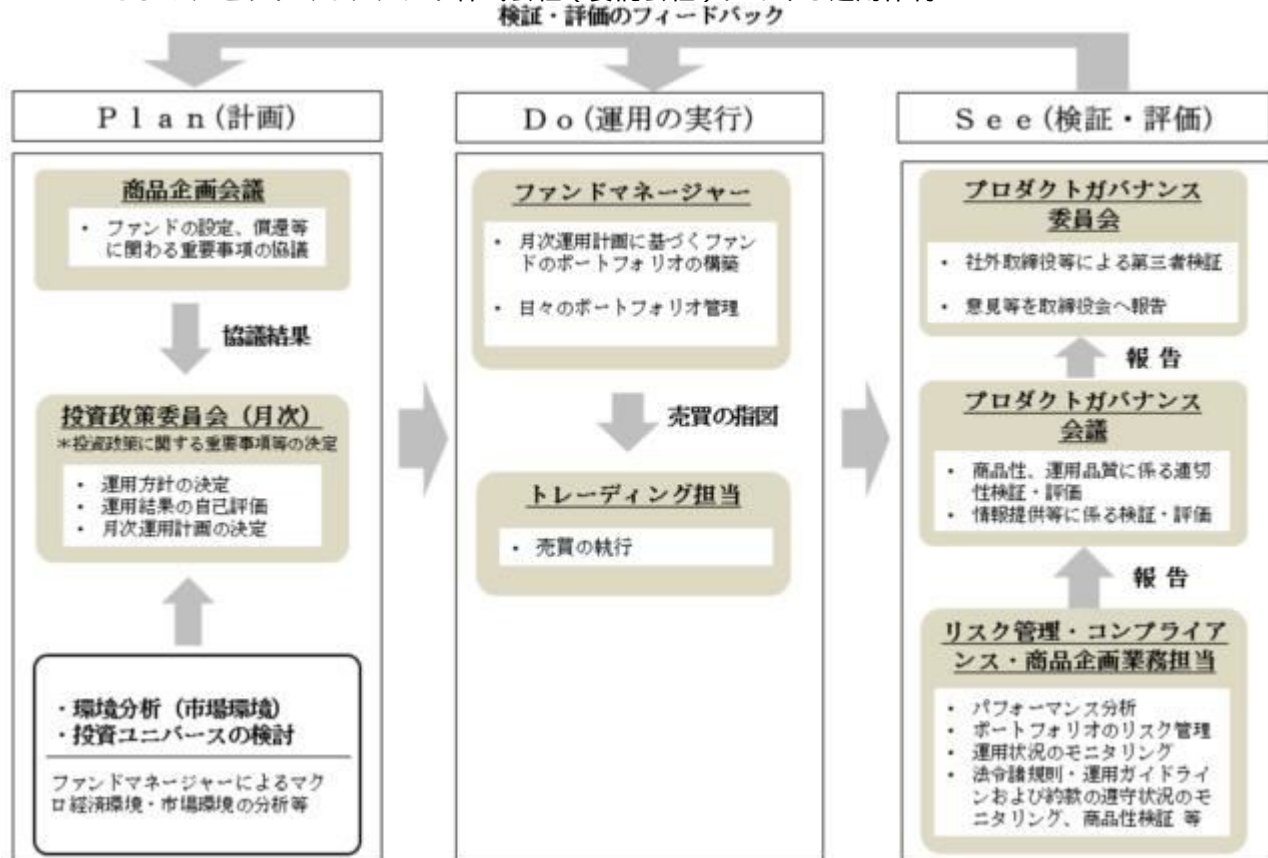 検証・評価のフィードバック
Ｐｌａｎ(計画)
商品企画会議
・ ファンドの設定、償還等
に関わる重要事項の協議
協議結果
投資政策委員会（月次）
＊投資政策に関する重要事項等の決定
・ 運用方針の決定
・ 運用結果の自己評価
・ 月次運用計画の決定
・環境分析（市場環境）
・投資ユニバースの検討
ファンドマネージャーによるマク
ロ経済環境・市場環境の分析等
Ｄｏ(運用の実行)
ファンドマネージャー
・ 月次運用計画に基づくファン
ドのポートフォリオの構築
・ 日々のポートフォリオ管理
売買の指図
トレーディング担当
・ 売買の執行
Ｓｅｅ(検証・評価)
プロダクトガバナンス
委員会
・ 社外取締役等による第三者検証
・ 意見等を取締役会へ報告
報 告
プロダクトガバナンス
会議
・ 商品性、運用品質に係る適切
性検証・評価
・ 情報提供等に係る検証・評価
報 告
リスク管理・コンプライア
ンス・商品企画業務担当
・ パフォーマンス分析
・ ポートフォリオのリスク管理
・ 運用状況のモニタリング
・ 法令諸規則・運用ガイドライ
ンおよび約款の遵守状況のモ
ニタリング、商品性検証 等